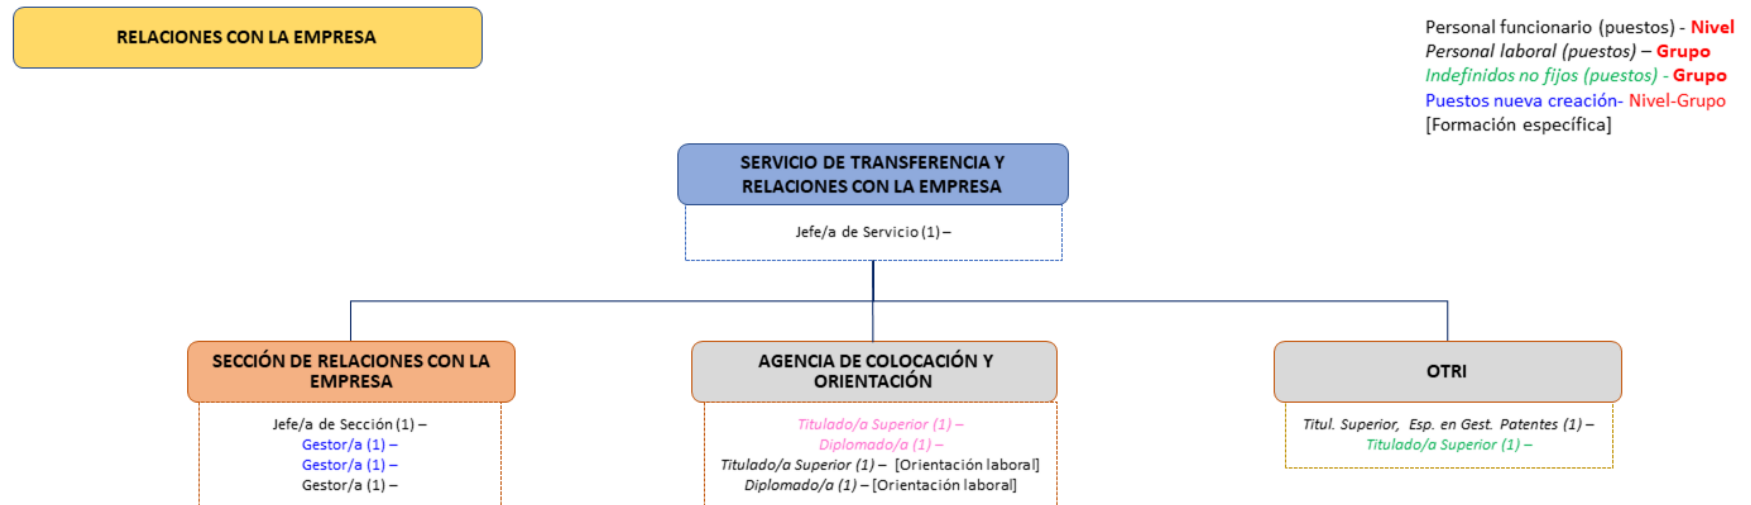 RELACIONES CON LA EMPRESA
Personal funcionario (puestos) - Nivel
Personal laboral (puestos) – Grupo
Indefinidos no fijos (puestos) - Grupo
Puestos nueva creación- Nivel-Grupo
[Formación específica]
SERVICIO DE TRANSFERENCIA Y
RELACIONES CON LA EMPRESA
Jefe/a de Servicio (1) –
SECCIÓN DE RELACIONES CON LA
EMPRESA
Jefe/a de Sección (1) –
Gestor/a (1) –
Gestor/a (1) –
Gestor/a (1) –
AGENCIA DE COLOCACIÓN Y
ORIENTACIÓN
Titulado/a Superior (1) –
Diplomado/a (1) –
Titulado/a Superior (1) – [Orientación laboral]
Diplomado/a (1) – [Orientación laboral]
OTRI
Titul. Superior, Esp. en Gest. Patentes (1) –
Titulado/a Superior (1) –